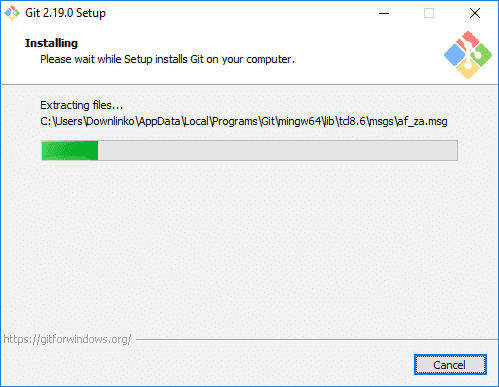 Git 2.19.0 Setup
Installing
Please wait while Setup installs Git on your computer.
Extracting files...
C:\Users\Downlinko\AppData\Local\Programs\Git\mingw64\lib\tcl8.6\msgs\af_za.msg
https://gitforwindows.org/
Cancel